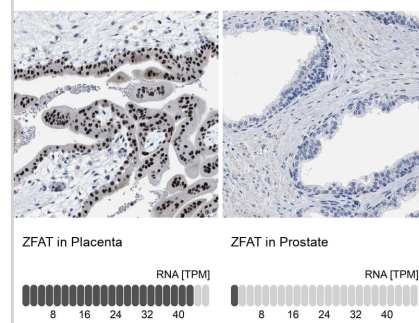 ZFAT in Placenta
RNA [TPM]
8 16 24 32 40
ZFAT in Prostate
RNA [TPM]
8 16 24 32 40